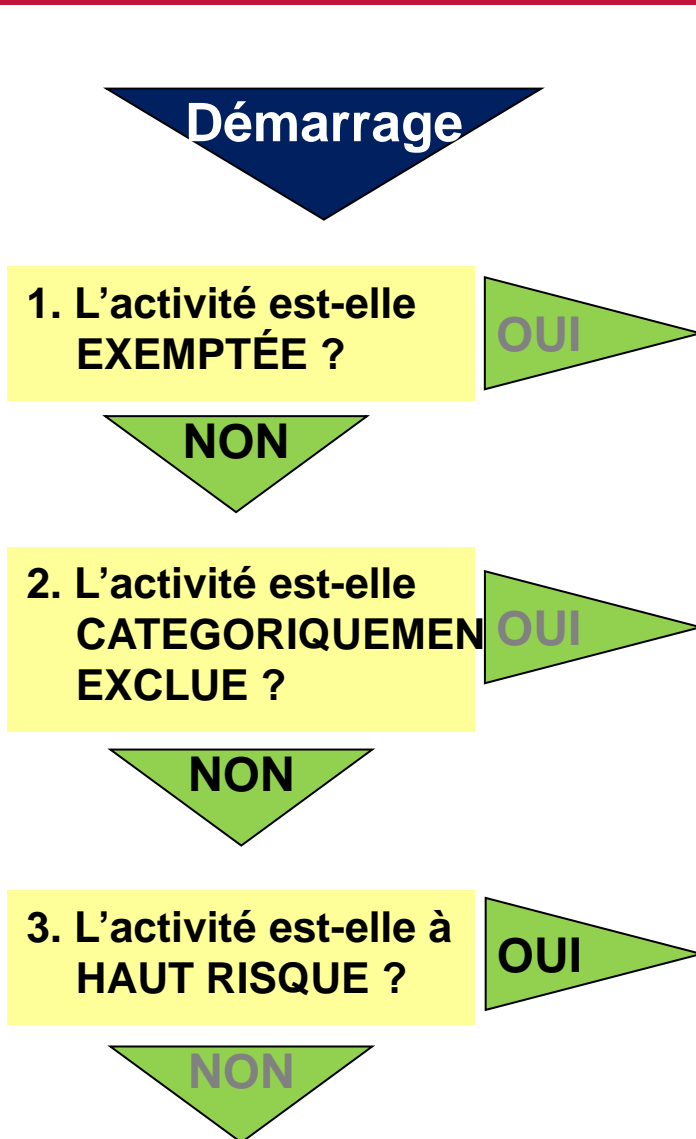 Démarrage
1. L’activité est-elle
EXEMPTÉE ?
OUI
NON
2. L’activité est-elle
CATEGORIQUEMEN
EXCLUE ?
OUI
NON
3. L’activité est-elle à
HAUT RISQUE ?
OUI
NON